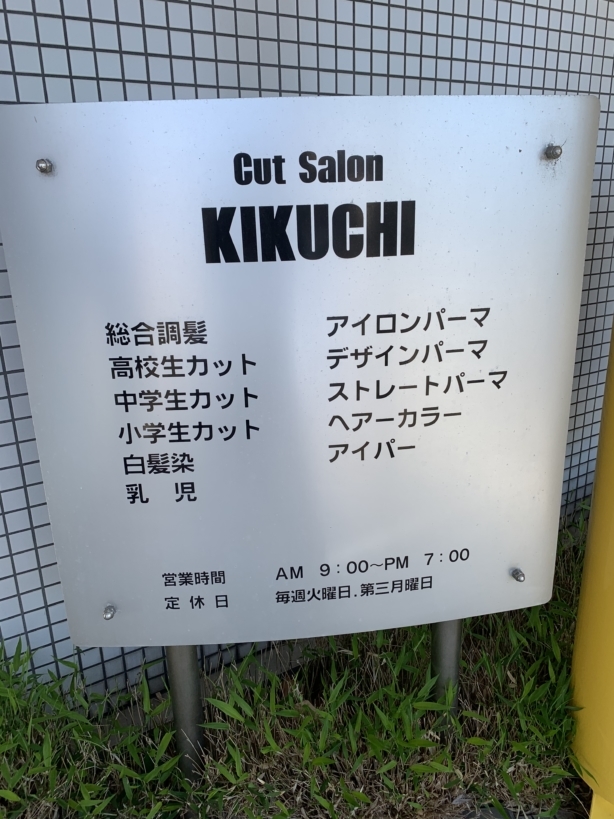 Cut Salon
KIKUCHI
総合調髪
高校生カット
中学生カット
小学生カット
白髪染
乳　児
アイロンパーマ
デザインパーマ
ストレートパーマ
ヘアーカラー
アイパー
営業時間　AM 9：00～PM 7：00
定休日　毎週火曜日.第三月曜日